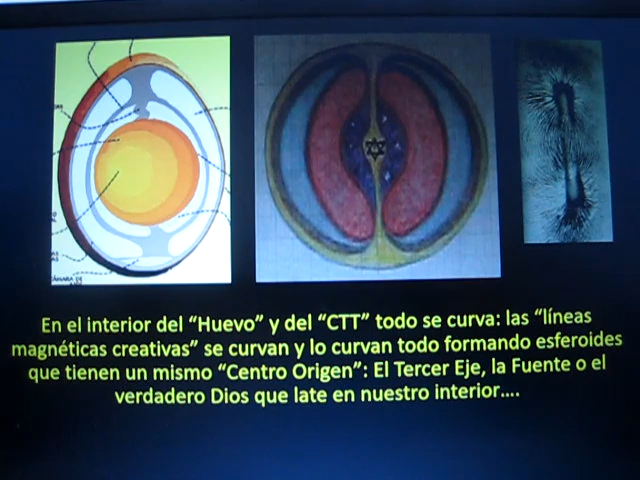 CÁMARA DE
En el interior del “Huevo” y del “CTT” todo se curva: las “líneas
magnéticas creativas” se curvan y lo curvan todo formando esferoides
que tienen un mismo “Centro Origen”: El Tercer Eje, la Fuente o el
verdadero Dios que late en nuestro interior....